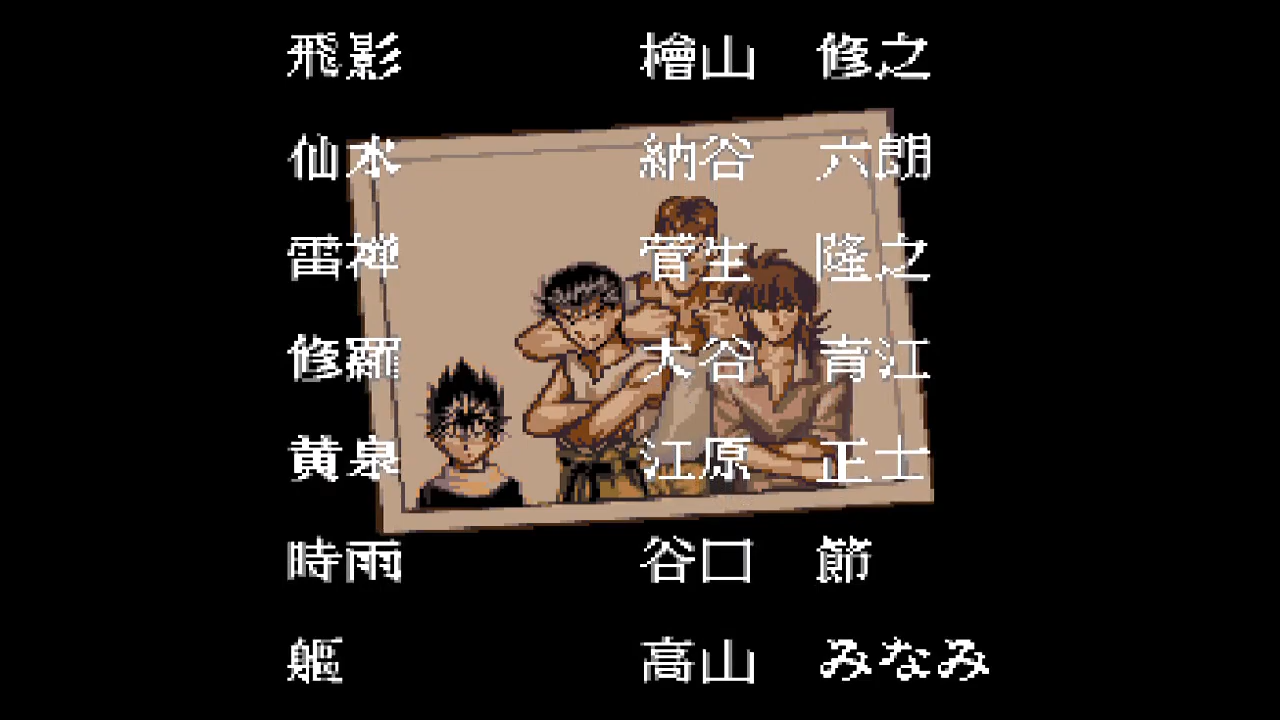 飛影　檜山　修之
仙水　納谷　六朗
雷禅　菅生　隆之
修羅　大谷　育江
黄泉　江原　正士
時雨　谷口　節
軀　高山　みなみ